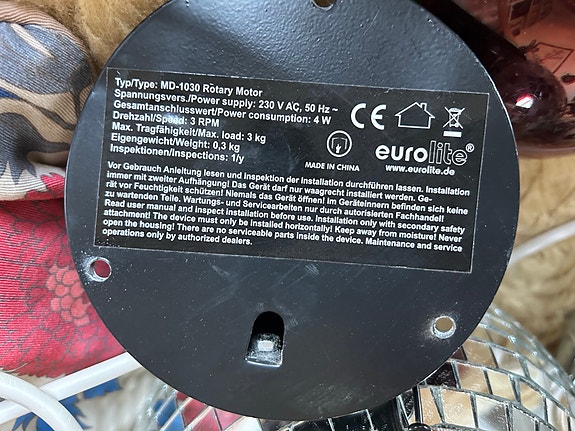 Typ/Type: MD-1030 Rotary Motor
Spannungsvers./Power supply: 230 V AC, 50 Hz ~
Gesamtanschlusswert/Power consumption: 4 W
Drehzahl/Speed: 3 RPM
Max. Tragfähigkeit/Max. load: 3 kg
Eigengewicht/Weight: 0,3 kg
Inspektionen/Inspections: 1/y
CE
MADE IN CHINA
eurolite®
www.eurolite.de
Vor Gebrauch Anleitung lesen und Inspektion der Installation durchführen lassen. Installation
immer mit zweiter Aufhängung! Das Gerät darf nur waagrecht installiert werden. Ge-
rät vor Feuchtigkeit schützen! Niemals das Gerät öffnen! Im Geräteinnern befinden sich keine
zu wartenden Teile. Wartungs- und Servicearbeiten nur durch autorisierten Fachhandel!
Read user manual and inspect installation before use. Installation only with secondary safety
attachment! The device must only be installed horizontally! Keep away from moisture! Never
open the housing! There are no serviceable parts inside the device. Maintenance and service
operations only by authorized dealers.